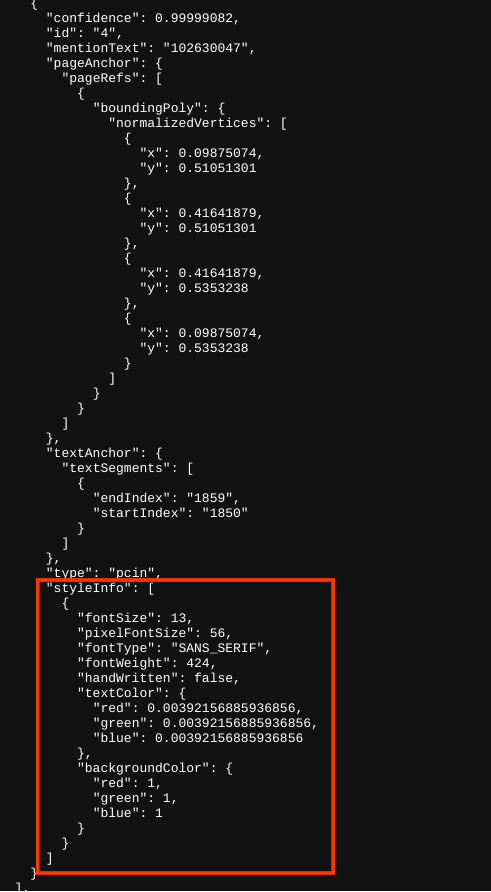 {
"confidence": 0.99999082,
"id": "4",
"mentionText": "102630047",
"pageAnchor": {
"pageRefs": [
{
"boundingPoly": {
"normalizedVertices": [
{
"x": 0.09875074,
"y": 0.51051301
},
{
"x": 0.41641879,
"y": 0.51051301
},
{
"x": 0.41641879,
"y": 0.5353238
},
{
"x": 0.09875074,
"y": 0.5353238
}
]
}
}
]
},
"textAnchor": {
"textSegments": [
{
"endIndex": "1859",
"startIndex": "1850"
}
]
},
"type": "pcin",
"styleInfo": [
{
"fontSize": 13,
"pixelFontSize": 56,
"fontType": "SANS_SERIF",
"fontWeight": 424,
"handWritten": false,
"textColor": {
"red": 0.00392156885936856,
"green": 0.00392156885936856,
"blue": 0.00392156885936856
},
"backgroundColor": {
"red": 1,
"green": 1,
"blue": 1
}
}
]
}
],